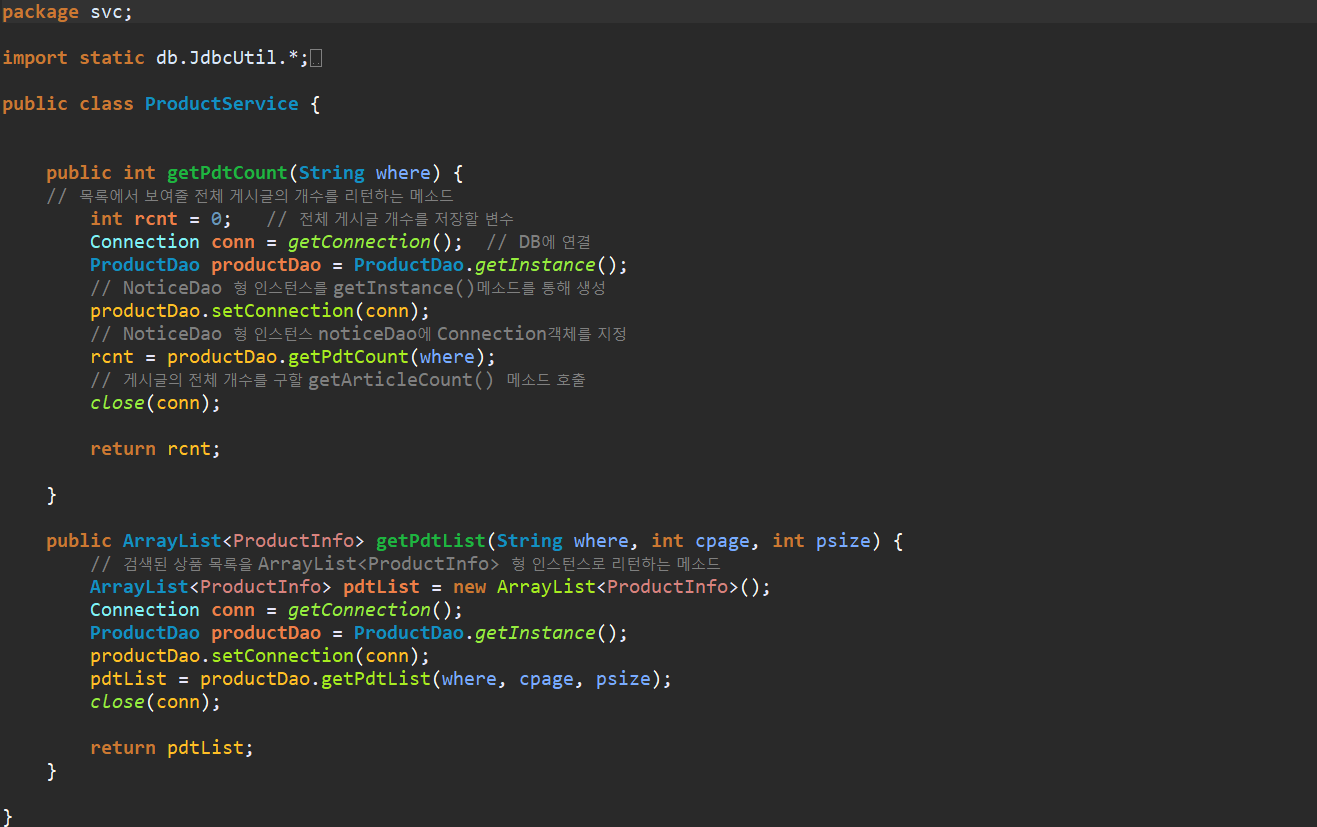 package svc;
import static db.JdbcUtil.*;
public class ProductService {
public int getPdtCount(String where) {
// 목록에서 보여줄 전체 게시글의 개수를 리턴하는 메소드
int rcnt = 0; // 전체 게시글 개수를 저장할 변수
Connection conn = getConnection(); // DB에 연결
ProductDao productDao = ProductDao.getInstance();
// NoticeDao 형 인스턴스를 getInstance()메소드를 통해 생성
productDao.setConnection(conn);
// NoticeDao 형 인스턴스 noticeDao에 Connection객체를 지정
rcnt = productDao.getPdtCount(where);
// 게시글의 전체 개수를 구할 getArticleCount() 메소드 호출
close(conn);
return rcnt;
}
public ArrayList<ProductInfo> getPdtList(String where, int cpage, int psize) {
// 검색된 상품 목록을 ArrayList<ProductInfo> 형 인스턴스로 리턴하는 메소드
ArrayList<ProductInfo> pdtList = new ArrayList<ProductInfo>();
Connection conn = getConnection();
ProductDao productDao = ProductDao.getInstance();
productDao.setConnection(conn);
pdtList = productDao.getPdtList(where, cpage, psize);
close(conn);
return pdtList;
}
}